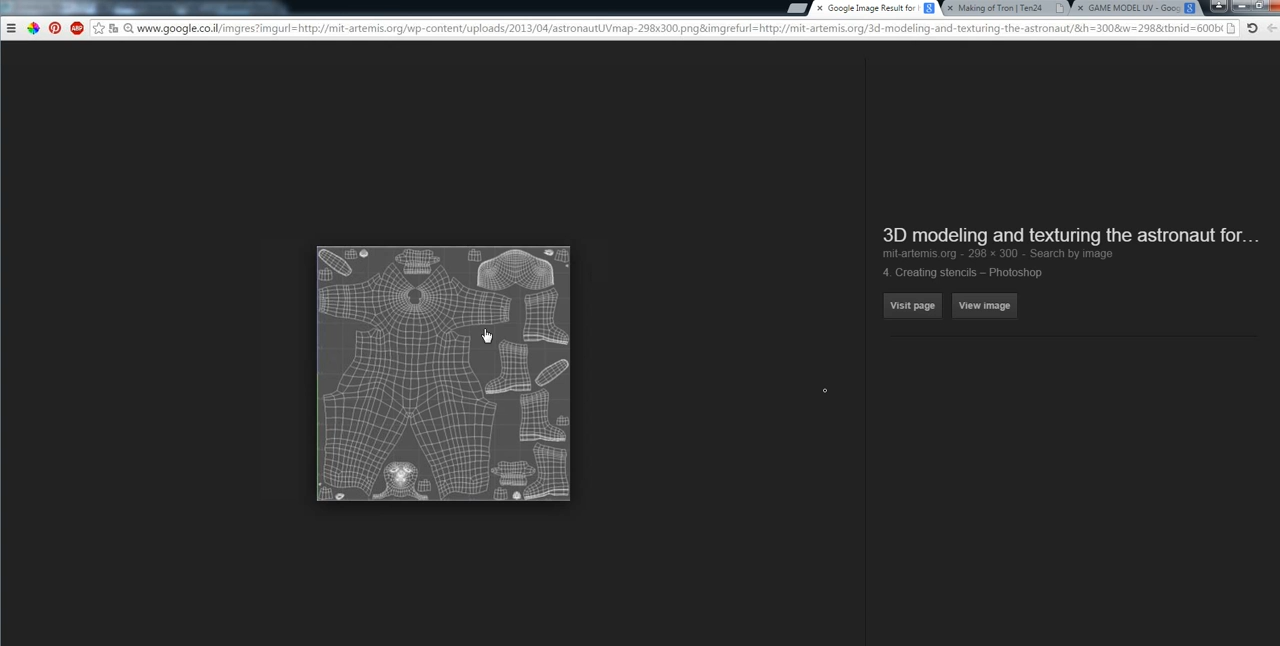 Google Image Result for
Making of Tron | Ten24
GAME MODEL UV - Goog
www.google.co.il/imgres?imgurl=http://mit-artemis.org/wp-content/uploads/2013/04/astronautUVmap-298x300.png&imgrefurl=http://mit-artemis.org/3d-modeling-and-texturing-the-astronaut/&h=300&w=298&tbnid=600b
ABP
3D modeling and texturing the astronaut for...
mit-artemis.org - 298 × 300 - Search by image
4. Creating stencils – Photoshop
Visit page
View image